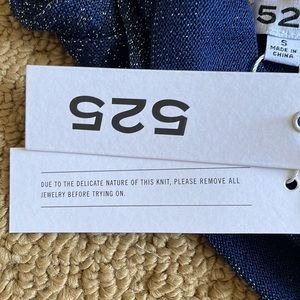 52
S
MADE IN
CHINA
525
DUE TO THE DELICATE NATURE OF THIS KNIT, PLEASE REMOVE ALL
JEWELRY BEFORE TRYING ON.